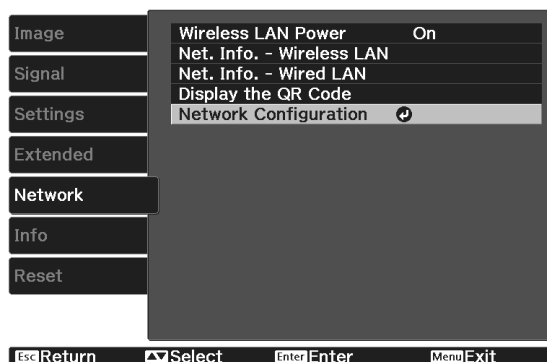 Image
Signal
Settings
Extended
Network
Info
Reset
Wireless LAN Power On
Net. Info. - Wireless LAN
Net. Info. - Wired LAN
Display the QR Code
Network Configuration
Esc Return Select Enter Enter Menu Exit